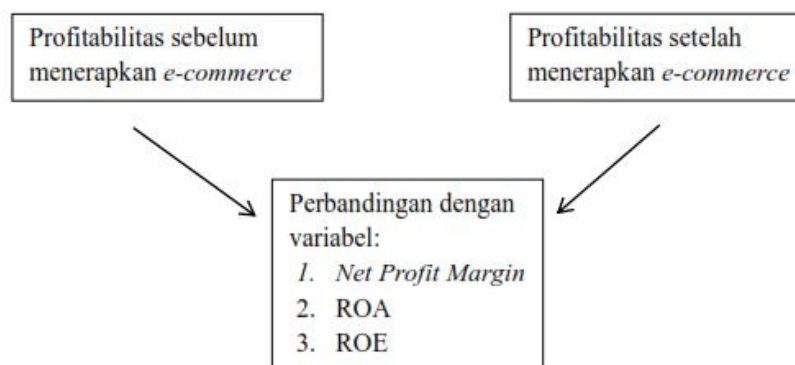 Profitabilitas sebelum
menerapkan e-commerce
Profitabilitas setelah
menerapkan e-commerce
Perbandingan dengan
variabel:
1. Net Profit Margin
2. ROA
3. ROE